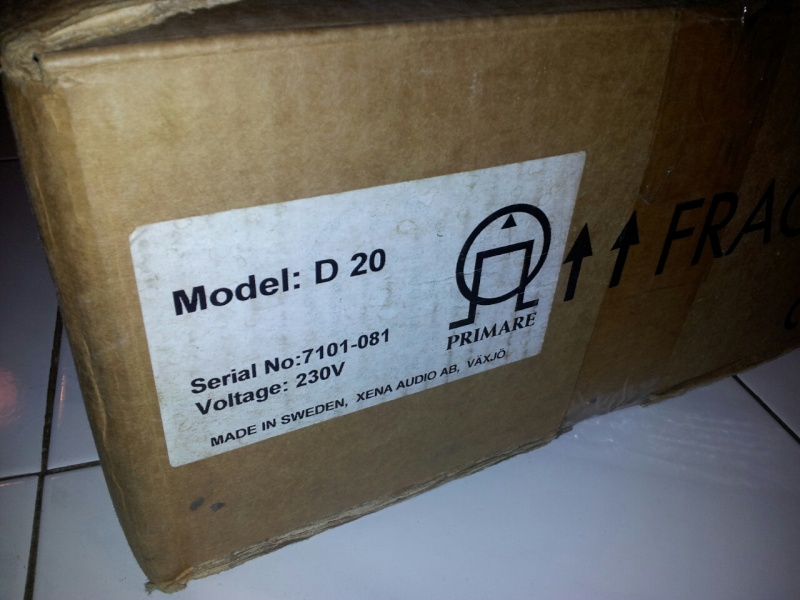 Model: D 20
PRIMARE
Serial No:7101-081
Voltage: 230V
MADE IN SWEDEN, XENA AUDIO AB, VÄXJÖ